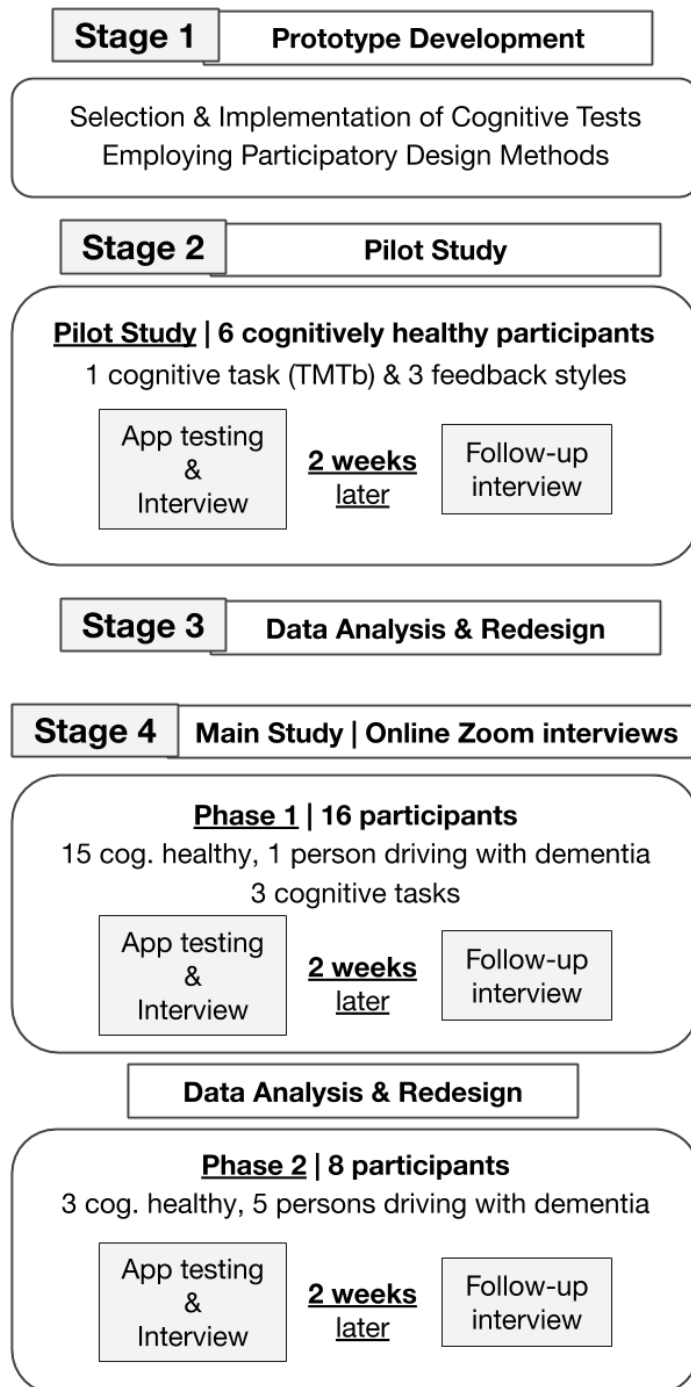 Stage 1 Prototype Development
Selection & Implementation of Cognitive Tests
Employing Participatory Design Methods
Stage 2 Pilot Study
Pilot Study | 6 cognitively healthy participants
1 cognitive task (TMTb) & 3 feedback styles
App testing
&
Interview
2 weeks
later
Follow-up
interview
Stage 3 Data Analysis & Redesign
Stage 4 Main Study | Online Zoom interviews
Phase 1 | 16 participants
15 cog. healthy, 1 person driving with dementia
3 cognitive tasks
App testing
&
Interview
2 weeks
later
Follow-up
interview
Data Analysis & Redesign
Phase 2 | 8 participants
3 cog. healthy, 5 persons driving with dementia
App testing
&
Interview
2 weeks
later
Follow-up
interview